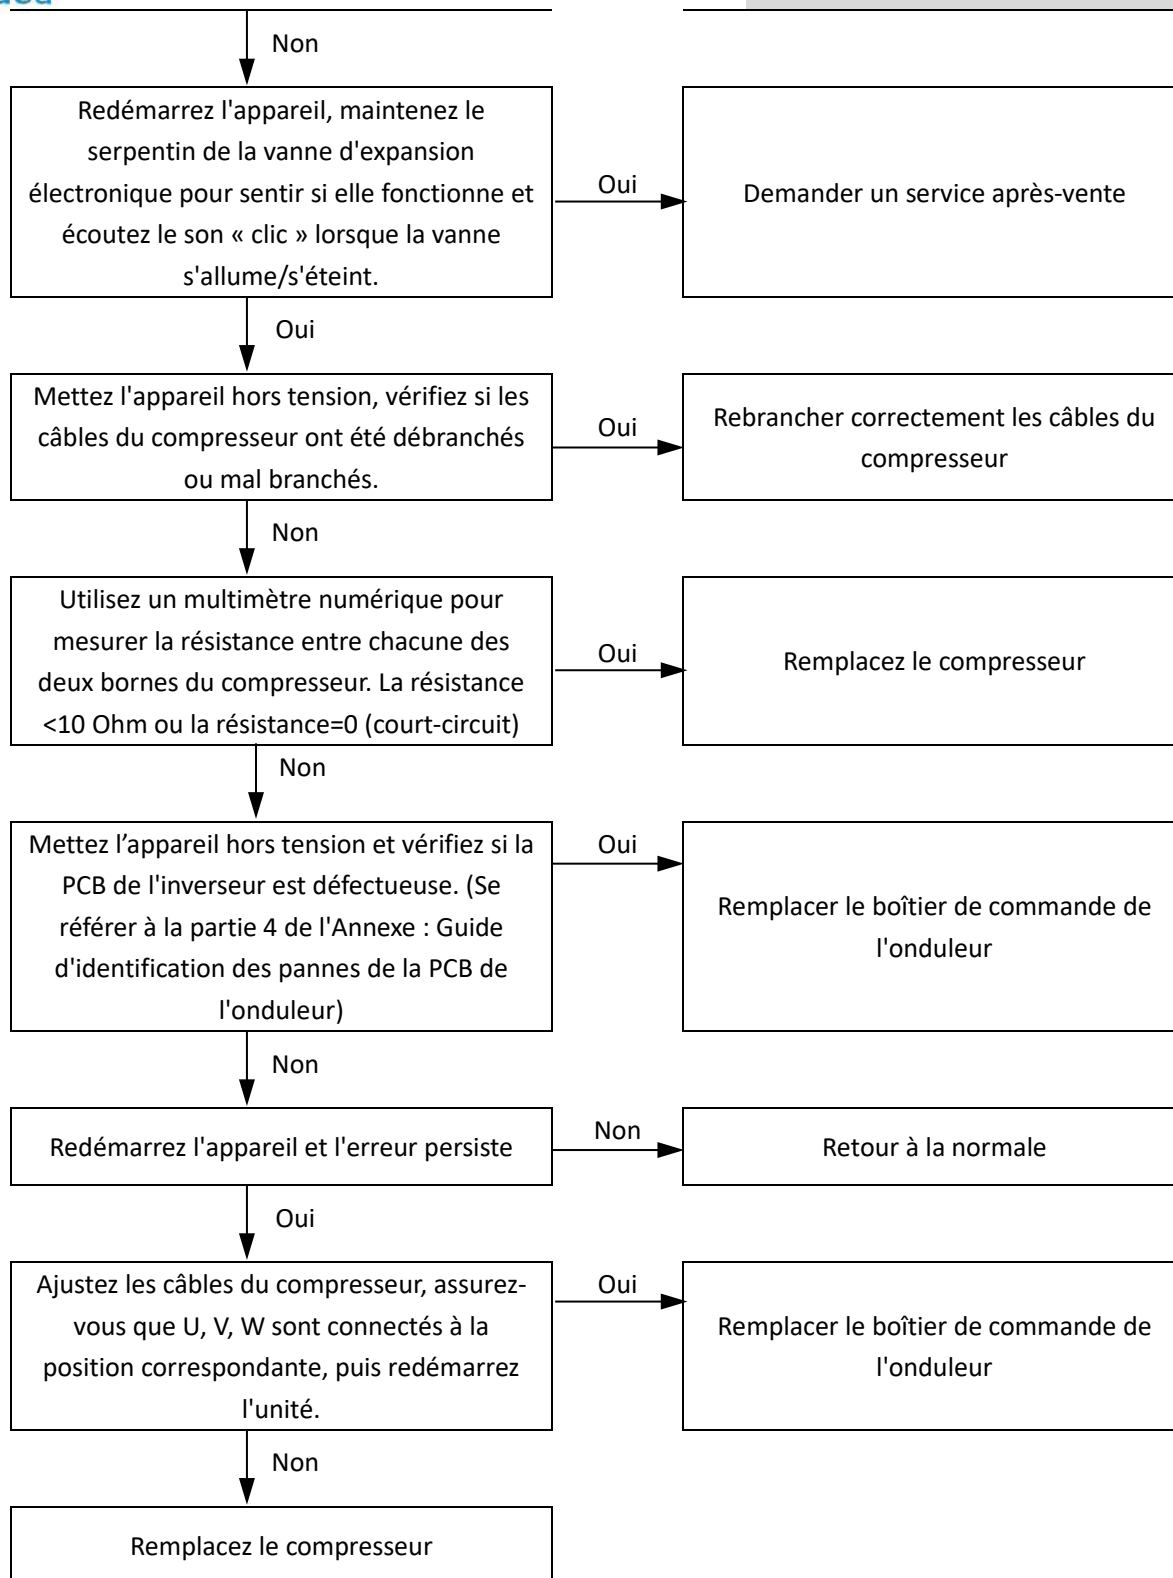 Non
Redémarrez l'appareil, maintenez le
serpentin de la vanne d'expansion
électronique pour sentir si elle fonctionne et
écoutez le son « clic » lorsque la vanne
s'allume/s'éteint.
Oui
Demander un service après-vente
Oui
Mettez l'appareil hors tension, vérifiez si les
câbles du compresseur ont été débranchés
ou mal branchés.
Oui
Rebrancher correctement les câbles du
compresseur
Non
Utilisez un multimètre numérique pour
mesurer la résistance entre chacune des
deux bornes du compresseur. La résistance
<10 Ohm ou la résistance=0 (court-circuit)
Oui
Remplacez le compresseur
Non
Mettez l’appareil hors tension et vérifiez si la
PCB de l'inverseur est défectueuse. (Se
référer à la partie 4 de l'Annexe : Guide
d'identification des pannes de la PCB de
l'onduleur)
Oui
Remplacer le boîtier de commande de
l'onduleur
Non
Redémarrez l'appareil et l'erreur persiste
Non
Retour à la normale
Oui
Ajustez les câbles du compresseur, assurez-
vous que U, V, W sont connectés à la
position correspondante, puis redémarrez
l'unité.
Oui
Remplacer le boîtier de commande de
l'onduleur
Non
Remplacez le compresseur